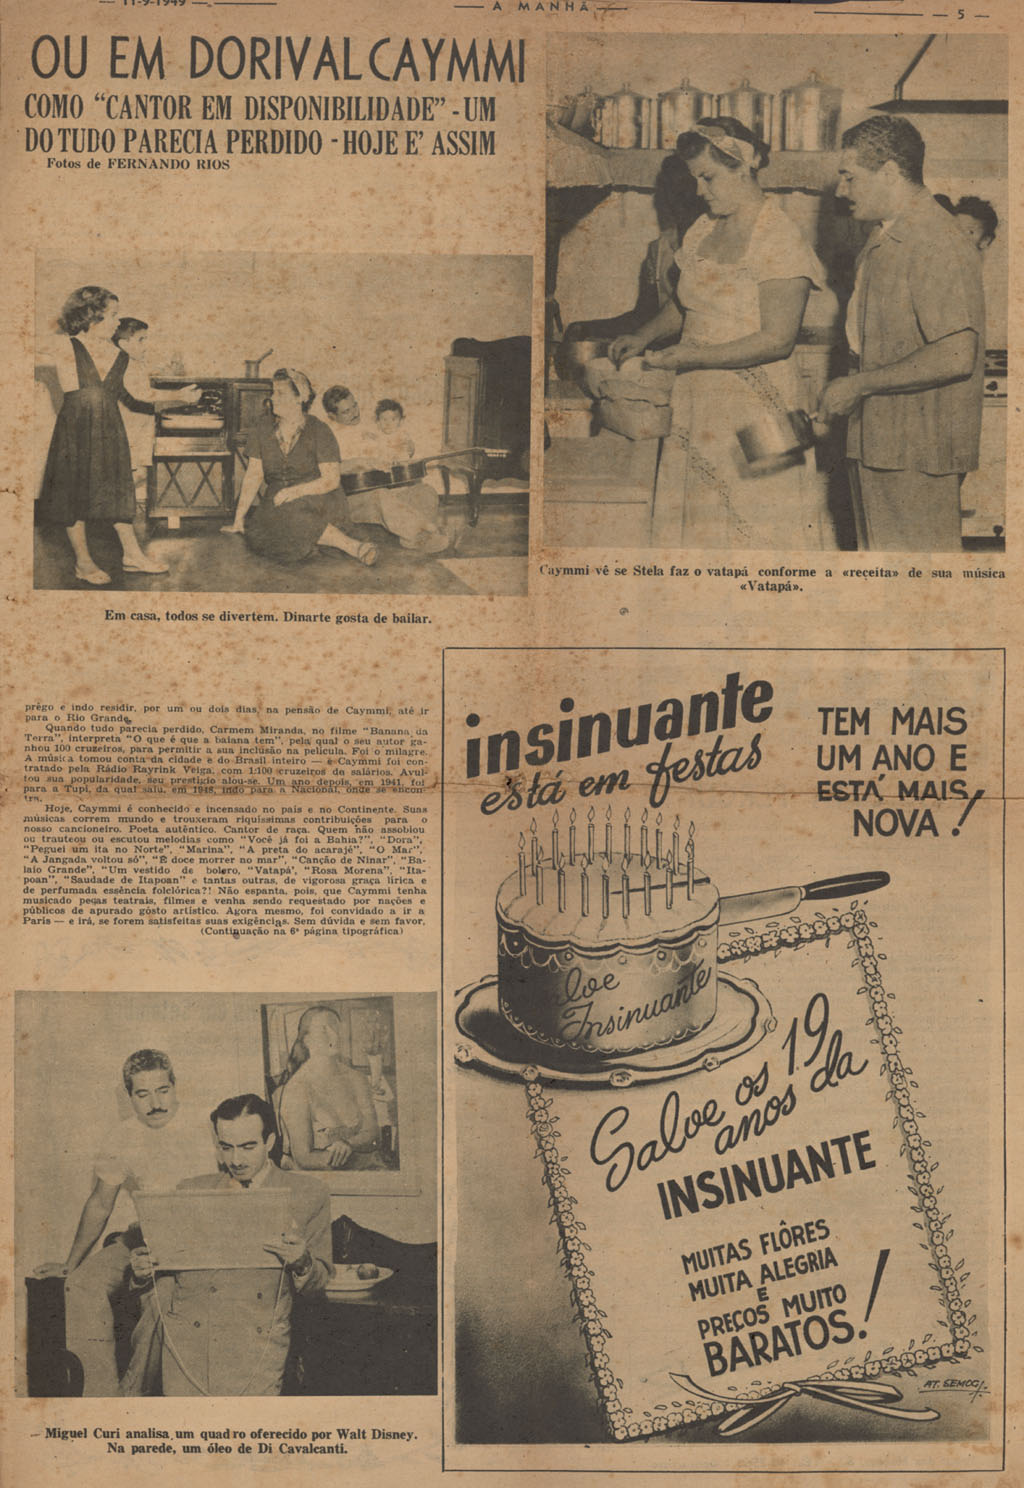 — 11-9-1949 —
— A MANHÃ —
— 5 —
OU EM DORIVAL CAYMMI
COMO "CANTOR EM DISPONIBILIDADE" - UM
DO TUDO PARECIA PERDIDO - HOJE E' ASSIM
Fotos de FERNANDO RIOS
Caymmi vê se Stela faz o vatapá conforme a «receita» de sua música
«Vatapá».
Em casa, todos se divertem. Dinarte gosta de bailar.
prêgo e indo residir, por um ou dois dias, na pensão de Caymmi, até ir
para o Rio Grande.
Quando tudo parecia perdido, Carmem Miranda, no filme "Banana da
Terra", interpreta "O que é que a baiana tem", pela qual o seu autor ga-
nhou 100 cruzeiros, para permitir a sua inclusão na película. Foi o milagre.
A música tomou conta da cidade e do Brasil inteiro — e Caymmi foi con-
tratado pela Rádio Rayrink Veiga, com 1:100 cruzeiros de salários. Avul-
tou sua popularidade, seu prestígio alou-se. Um ano depois, em 1941, foi
para a Tupi, da qual saiu, em 1948, indo para a Nacional, onde se encon-
tra.
Hoje, Caymmi é conhecido e incensado no país e no Continente. Suas
músicas correm mundo e trouxeram riquíssimas contribuições para o
nosso cancioneiro. Poeta autêntico. Cantor de raça. Quem não assobiou
ou trauteou ou escutou melodias como "Você já foi a Bahia?", "Dora",
"Peguei um ita no Norte", "Marina", "A preta do acarajé", "O Mar",
"A Jangada voltou só", "É doce morrer no mar", "Canção de Ninar", "Ba-
laio Grande", "Um vestido de bolero, "Vatapá', "Rosa Morena", "Ita-
poan", "Saudade de Itapoan" e tantas outras, de vigorosa graça lírica e
de perfumada essência folclórica?! Não espanta, pois, que Caymmi tenha
musicado peças teatrais, filmes e venha sendo requestado por nações e
públicos de apurado gôsto artístico. Agora mesmo, foi convidado a ir a
Paris — e irá, se forem satisfeitas suas exigências. Sem dúvida e sem favor,
(Continuação na 6ª página tipográfica)
insinuante
está em festas
TEM MAIS
UM ANO E
ESTÁ MAIS
NOVA!
Salve
Insinuante
Salve os 19
anos da
INSINUANTE
MUITAS FLÔRES
MUITA ALEGRIA
E
PREÇOS MUITO
BARATOS!
AT. SEMOG
— Miguel Curi analisa um quadro oferecido por Walt Disney.
Na parede, um óleo de Di Cavalcanti.